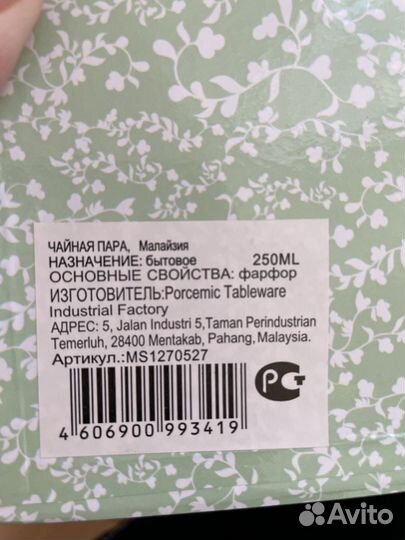 ЧАЙНАЯ ПАРА, Малайзия
НАЗНАЧЕНИЕ: бытовое 250ML
ОСНОВНЫЕ СВОЙСТВА: фарфор
ИЗГОТОВИТЕЛЬ:Porcemic Tableware
Industrial Factory
АДРЕС: 5, Jalan Industri 5,Taman Perindustrian
Temerluh, 28400 Mentakab, Pahang, Malaysia.
Артикул.:MS1270527
РСТ
4 606900 993419
Avito